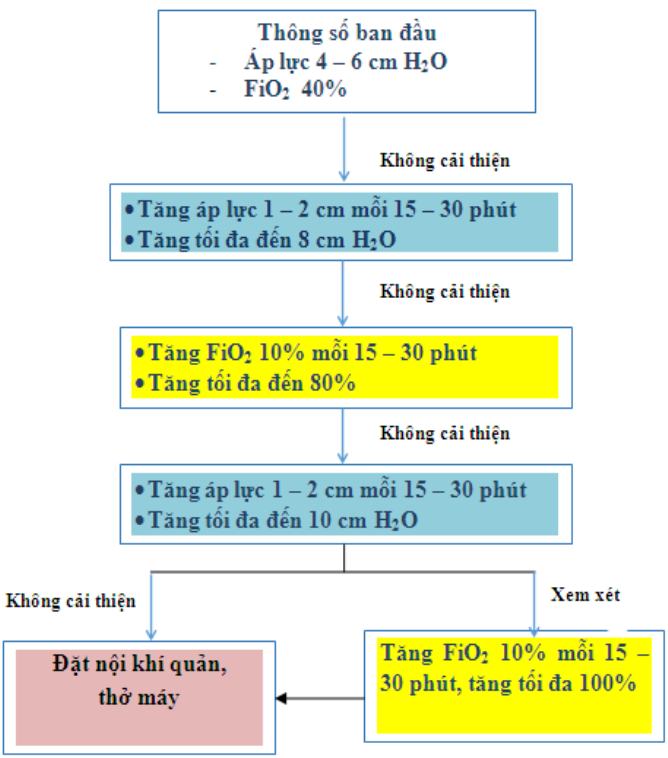 Thông số ban đầu
- Áp lực 4 – 6 cm H₂O
- FiO₂ 40%
Không cải thiện
• Tăng áp lực 1 – 2 cm mỗi 15 – 30 phút
• Tăng tối đa đến 8 cm H₂O
Không cải thiện
• Tăng FiO₂ 10% mỗi 15 – 30 phút
• Tăng tối đa đến 80%
Không cải thiện
• Tăng áp lực 1 – 2 cm mỗi 15 – 30 phút
• Tăng tối đa đến 10 cm H₂O
Không cải thiện
Xem xét
Đặt nội khí quản,
thở máy
Tăng FiO₂ 10% mỗi 15 –
30 phút, tăng tối đa 100%